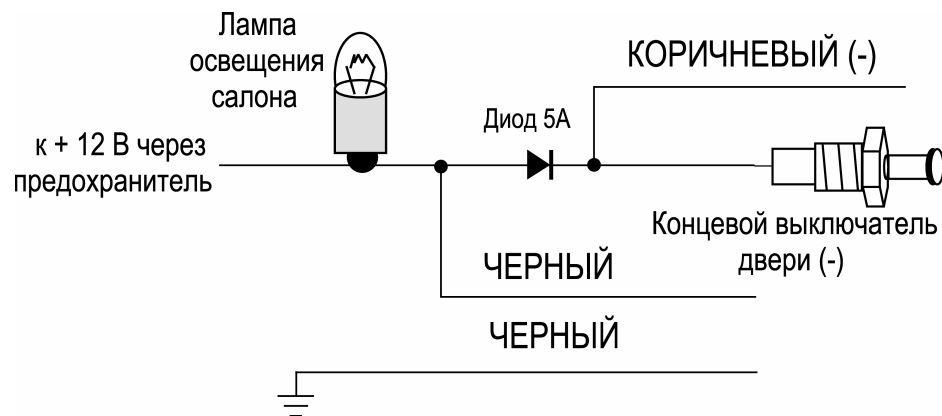 Лампа
освещения
салона
КОРИЧНЕВЫЙ (-)
Диод 5А
к + 12 В через
предохранитель
Концевой выключатель
двери (-)
ЧЕРНЫЙ
ЧЕРНЫЙ